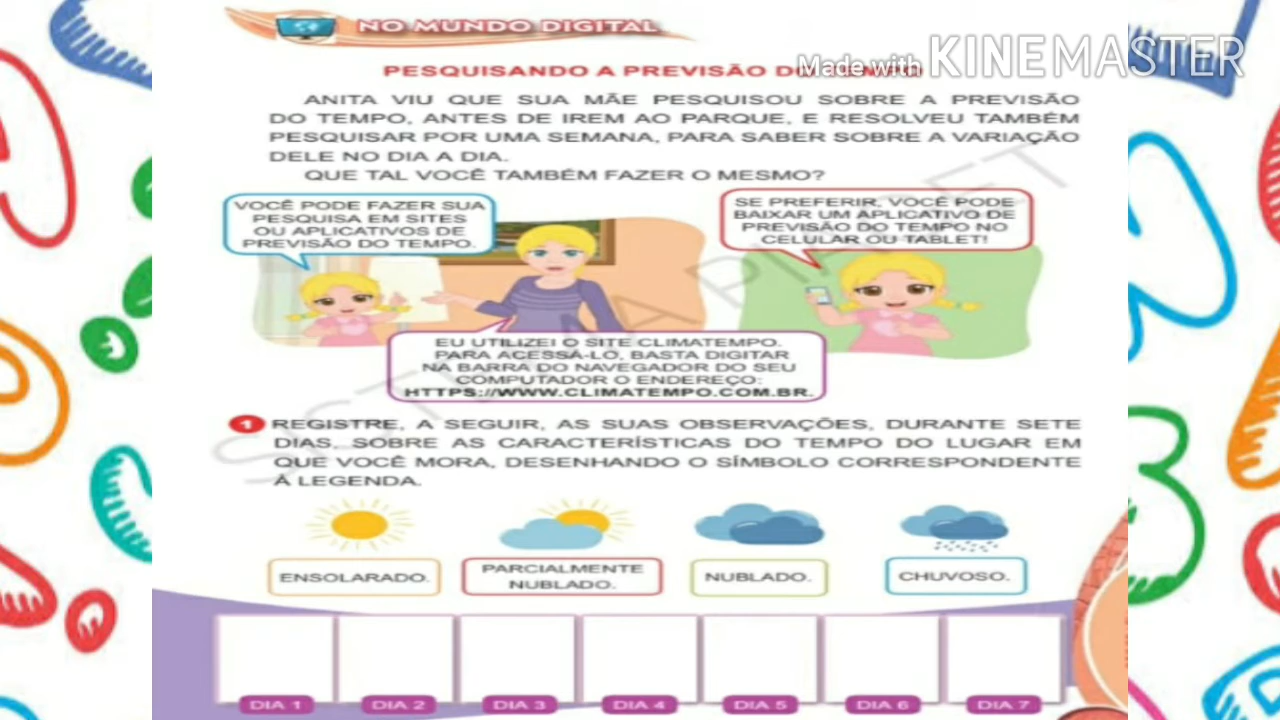 NO MUNDO DIGITAL
Made with KINEMASTER
PESQUISANDO A PREVISÃO DO TEMPO
ANITA VIU QUE SUA MÃE PESQUISOU SOBRE A PREVISÃO
DO TEMPO, ANTES DE IREM AO PARQUE, E RESOLVEU TAMBÉM
PESQUISAR POR UMA SEMANA, PARA SABER SOBRE A VARIAÇÃO
DELE NO DIA A DIA.
QUE TAL VOCÊ TAMBÉM FAZER O MESMO?
VOCÊ PODE FAZER SUA
PESQUISA EM SITES
OU APLICATIVOS DE
PREVISÃO DO TEMPO.
SE PREFERIR, VOCÊ PODE
BAIXAR UM APLICATIVO DE
PREVISÃO DO TEMPO NO
CELULAR OU TABLET!
EU UTILIZEI O SITE CLIMATEMPO.
PARA ACESSÁ-LO, BASTA DIGITAR
NA BARRA DO NAVEGADOR DO SEU
COMPUTADOR O ENDEREÇO:
HTTPS://WWW.CLIMATEMPO.COM.BR.
1 REGISTRE, A SEGUIR, AS SUAS OBSERVAÇÕES, DURANTE SETE
DIAS, SOBRE AS CARACTERÍSTICAS DO TEMPO DO LUGAR EM
QUE VOCÊ MORA, DESENHANDO O SÍMBOLO CORRESPONDENTE
À LEGENDA.
ENSOLARADO.
PARCIALMENTE
NUBLADO.
NUBLADO.
CHUVOSO.
DIA 1
DIA 2
DIA 3
DIA 4
DIA 5
DIA 6
DIA 7